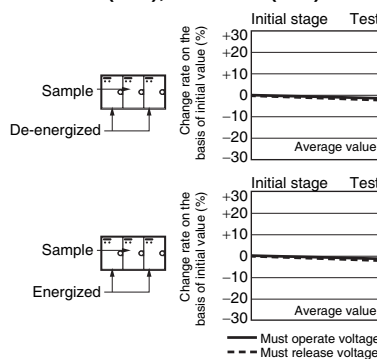 Initial stage Test
Change rate on the
basis of initial value (%)
+30
+20
+10
0
–10
–20
–30
Sample
De-energized
Average value
Initial stage Test
Change rate on the
basis of initial value (%)
+30
+20
+10
0
–10
–20
–30
Sample
Energized
Average value
Must operate voltage
Must release voltage